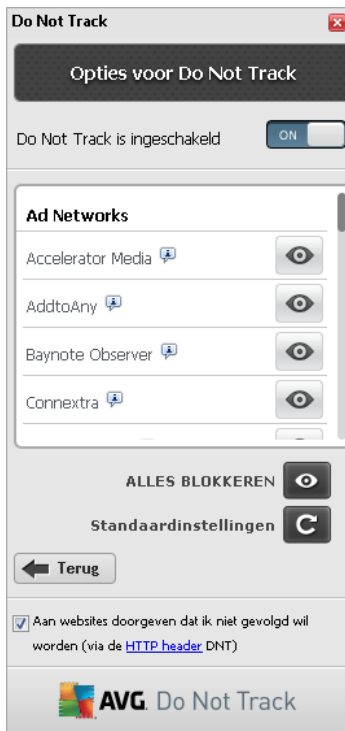 Do Not Track
Opties voor Do Not Track
Do Not Track is ingeschakeld
ON
Ad Networks
Accelerator Media
AddtoAny
Baynote Observer
Connextra
ALLES BLOKKEREN
Standaardinstellingen
Terug
Aan websites doorgeven dat ik niet gevolgd wil
worden (via de HTTP header DNT)
AVG. Do Not Track